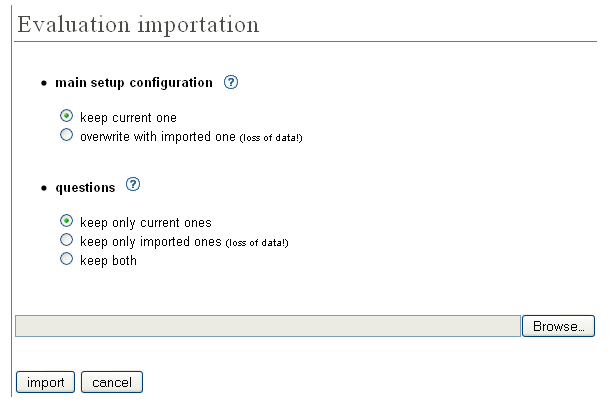 Evaluation importation
• main setup configuration ?
keep current one
overwrite with imported one (loss of data!)
• questions ?
keep only current ones
keep only imported ones (loss of data!)
keep both
Browse...
import cancel